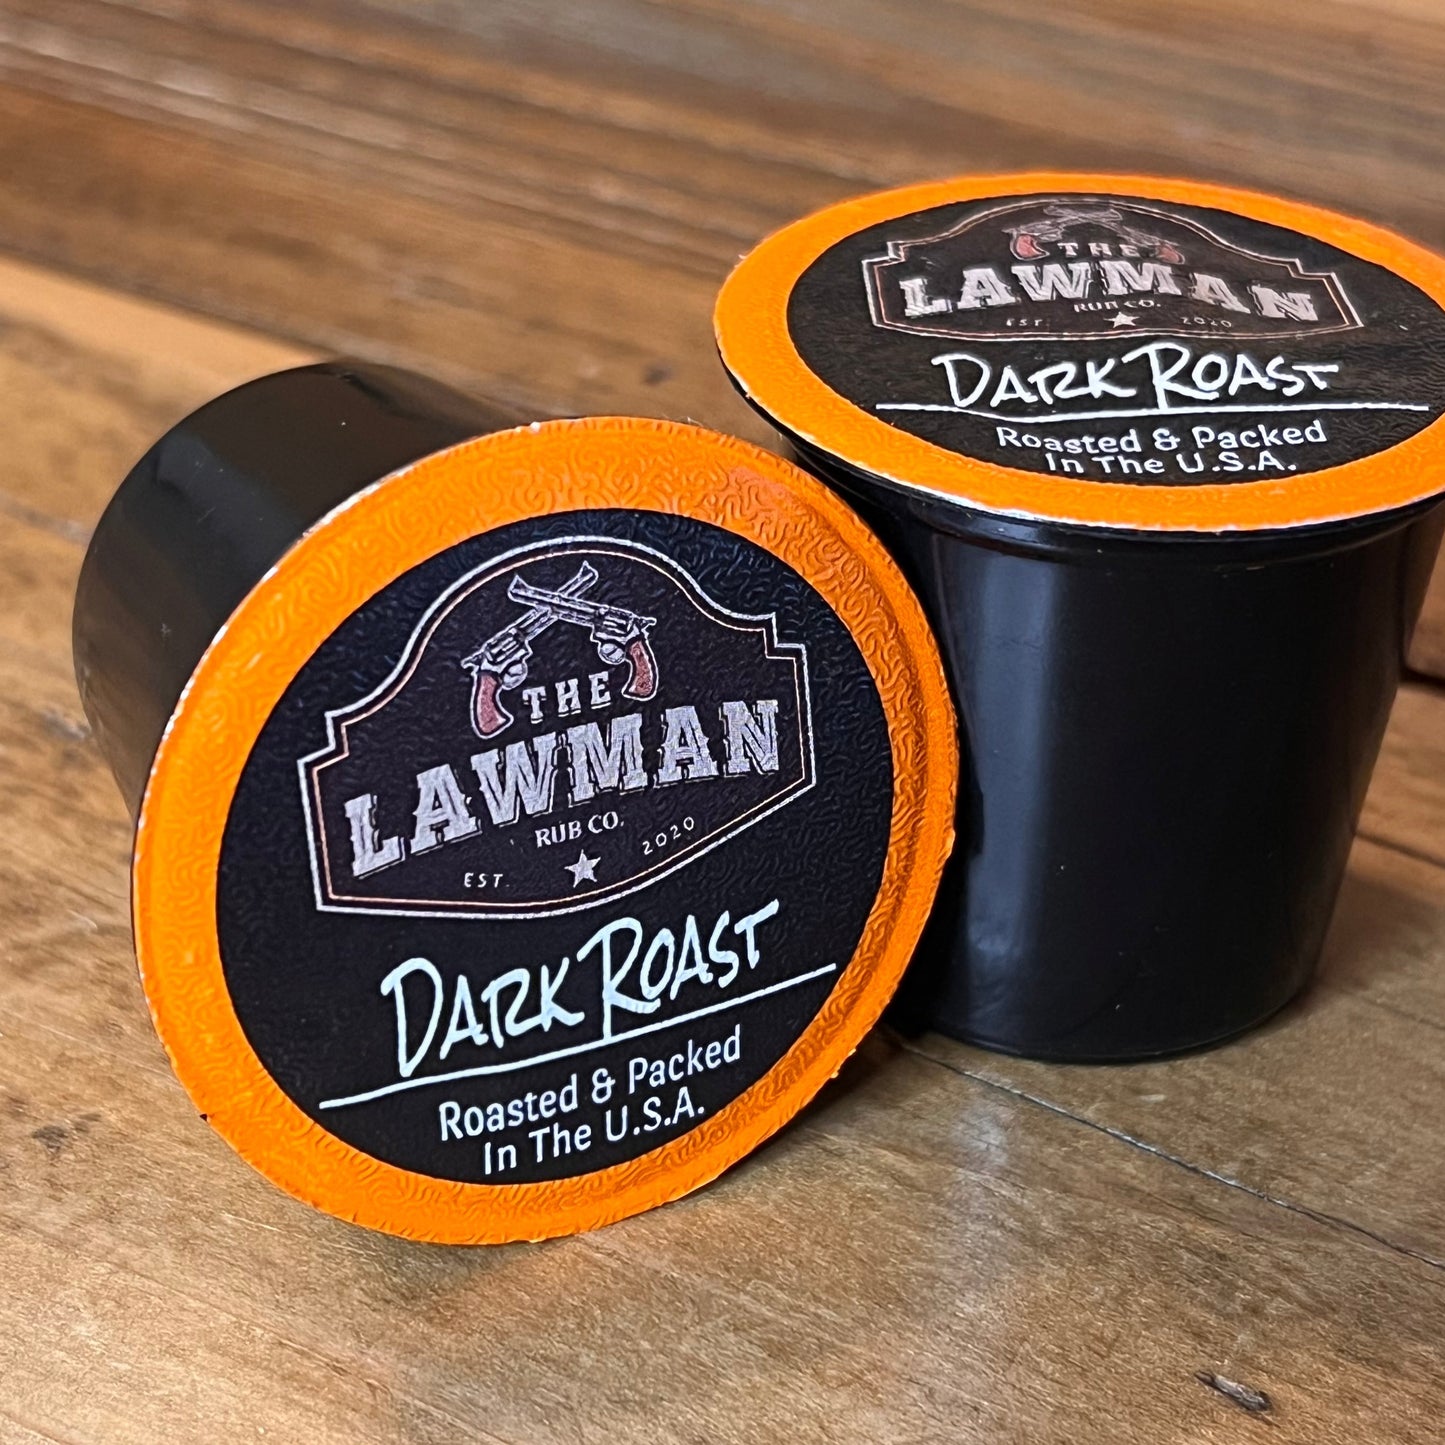 THE
LAWMAN
RUB CO.
EST. 2020
DARK ROAST
Roasted & Packed
In The U.S.A.
THE
LAWMAN
RUB CO.
EST. 2020
DARK ROAST
Roasted & Packed
In The U.S.A.